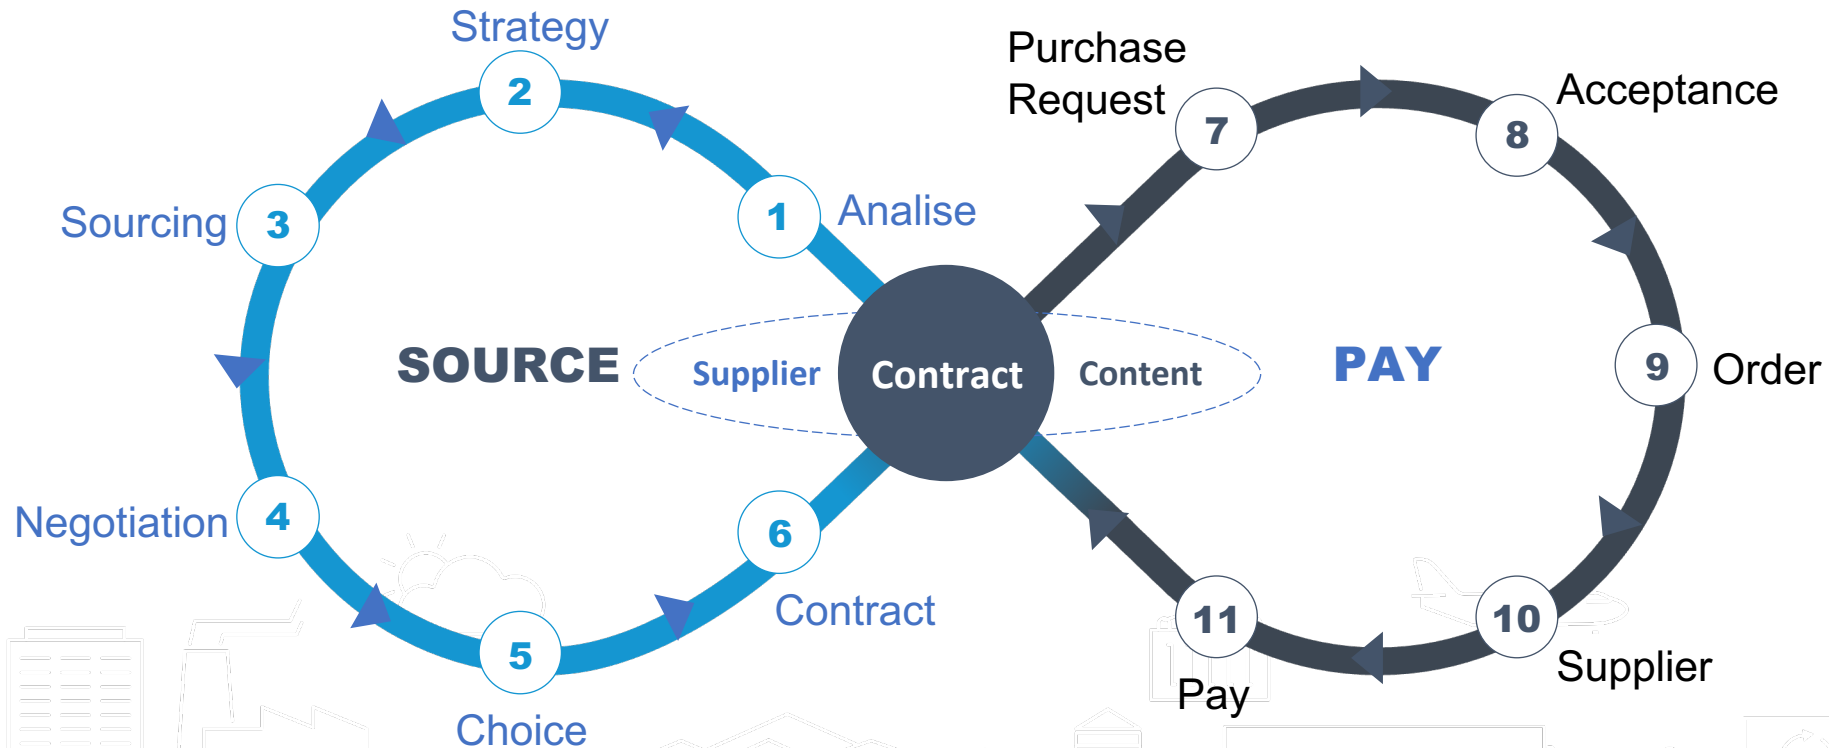 Strategy
2
1
Analise
3
Sourcing
4
Negotiation
5
Choice
6
Contract
SOURCE
Supplier
Contract
Content
PAY
Purchase
Request
7
8
Acceptance
9
Order
10
Supplier
11
Pay